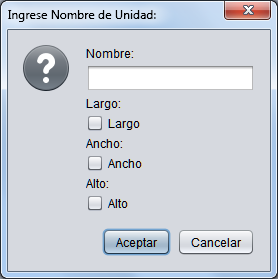 Ingrese Nombre de Unidad:
Nombre:
Largo:
Largo
Ancho:
Ancho
Alto:
Alto
Aceptar Cancelar